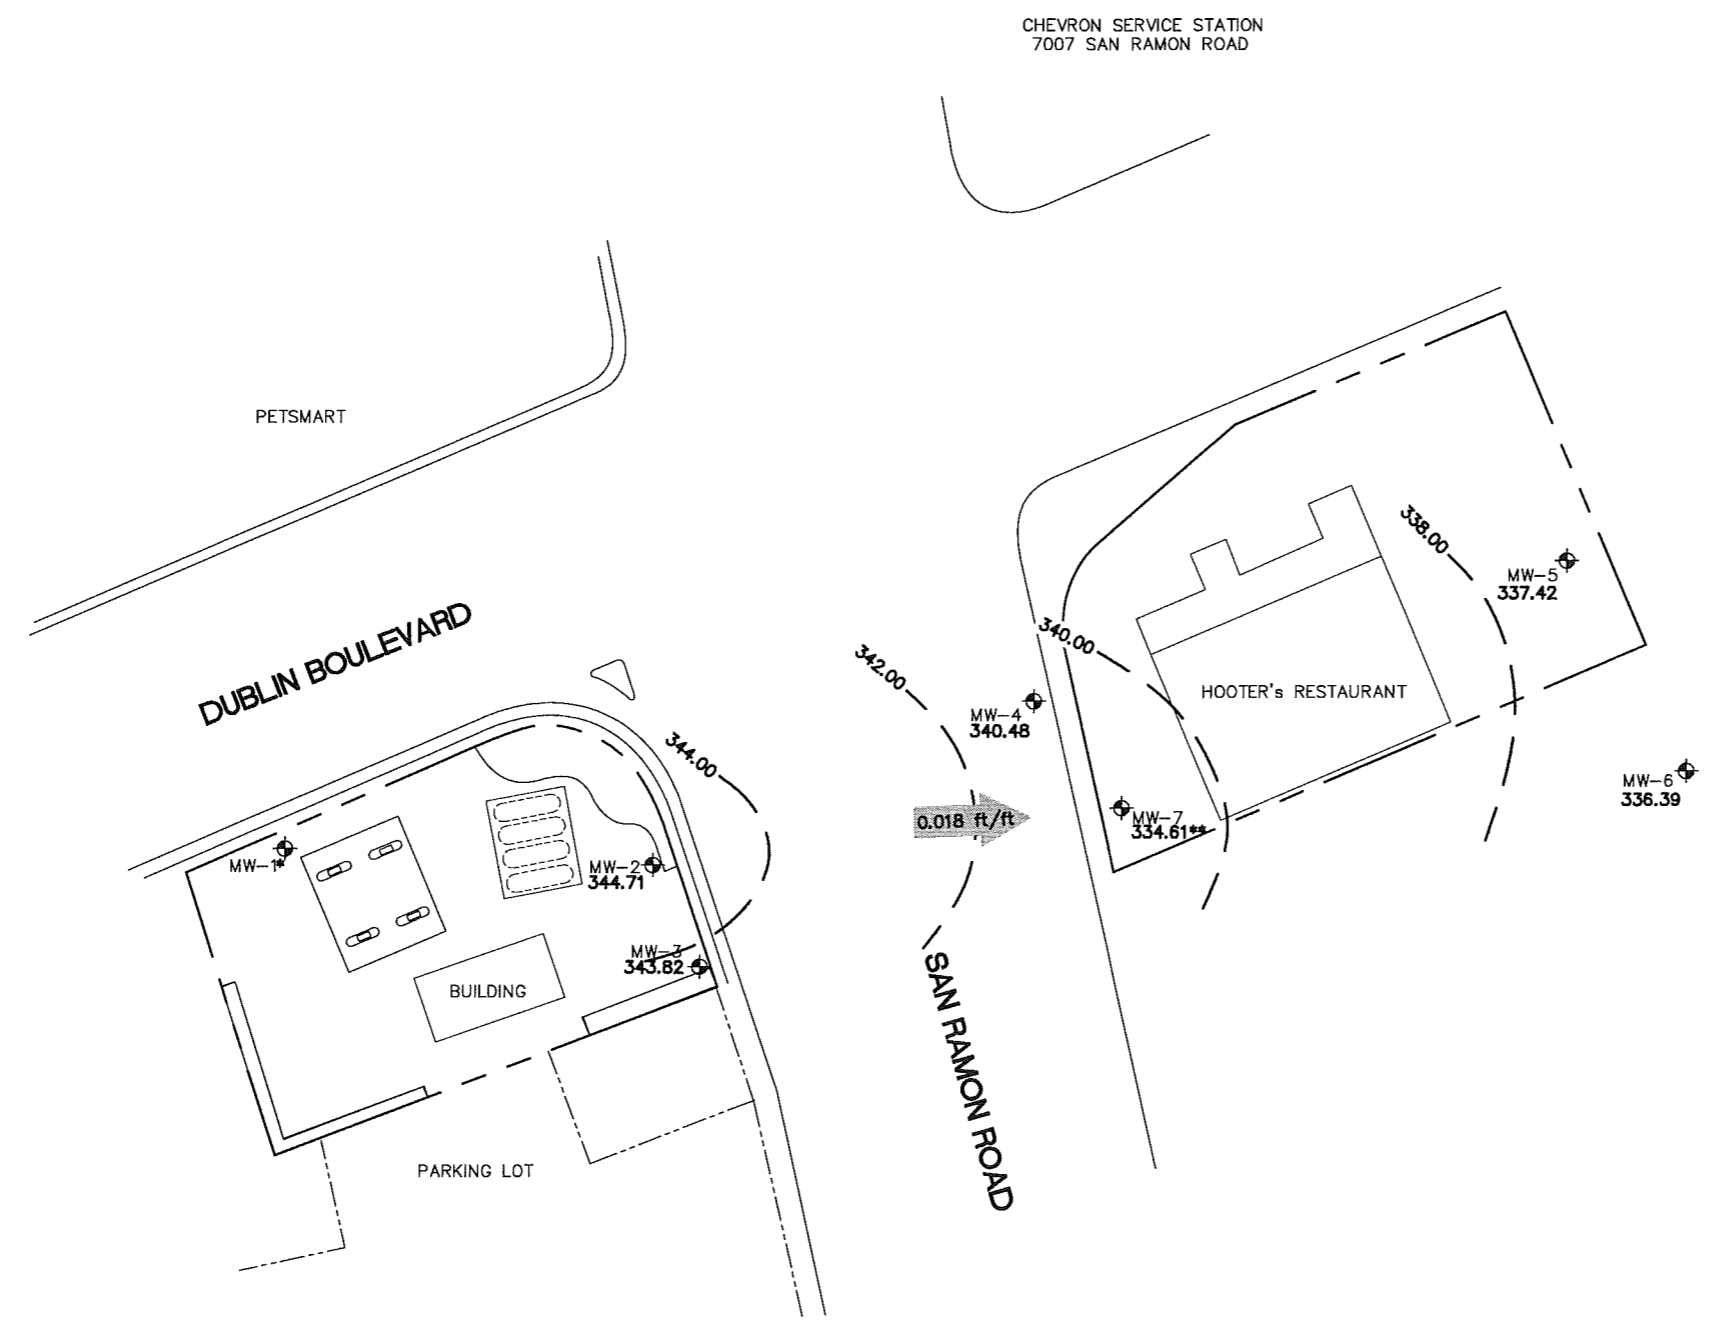 CHEVRON SERVICE STATION
7007 SAN RAMON ROAD
PETSMART
DUBLIN BOULEVARD
338.00
MW-5
337.42
340.00
342.00
HOOTER's RESTAURANT
MW-4
340.48
344.00
MW-6
336.39
0.018 ft/ft
MW-7
334.61**
MW-1*
MW-2
344.71
MW-3
343.82
BUILDING
SAN RAMON ROAD
PARKING LOT